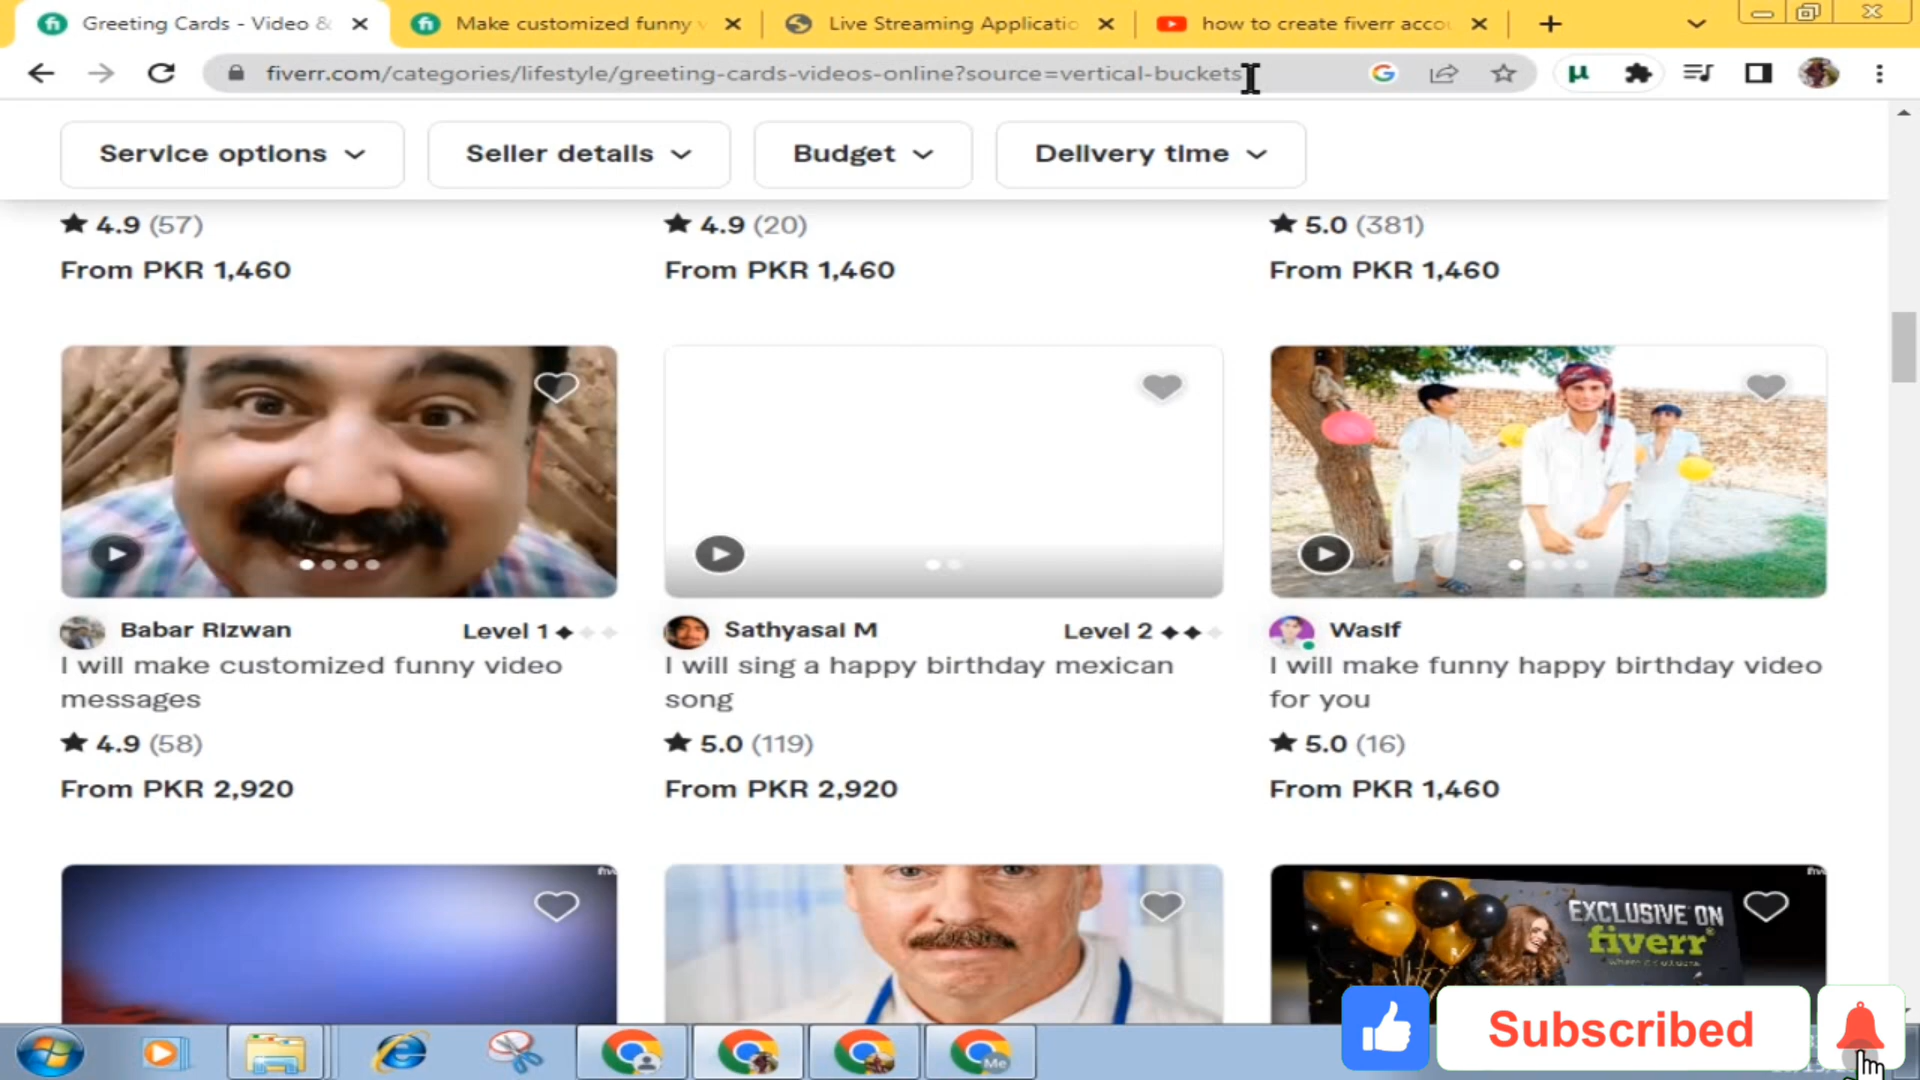 Greeting Cards - Video &
Make customized funny
Live Streaming Applicatio
how to create fiverr acco
fiverr.com/categories/lifestyle/greeting-cards-videos-online?source=vertical-buckets
Service options
Seller details
Budget
Delivery time
4.9 (57)
4.9 (20)
5.0 (381)
From PKR 1,460
From PKR 1,460
From PKR 1,460
Babar Rizwan
Level 1
Sathyasai M
Level 2
Wasif
I will make customized funny video
messages
I will sing a happy birthday mexican
song
I will make funny happy birthday video
for you
4.9 (58)
5.0 (119)
5.0 (16)
From PKR 2,920
From PKR 2,920
From PKR 1,460
EXCLUSIVE ON
fiverr
Subscribed
Me